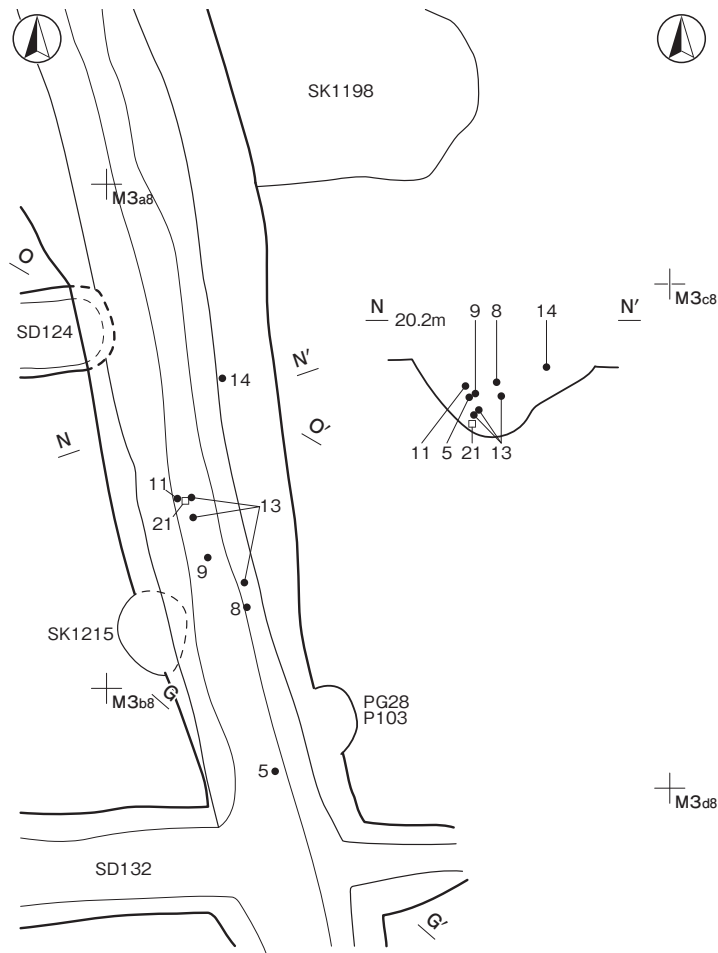 SK1198
M3a8
O
SD124
N
20.2m
9
8
14
N′
M3c8
11
5
21
13
N′
14
O′
N
11
21
13
9
8
SK1215
G
M3b8
PG28
P103
5
M3d8
SD132
G′